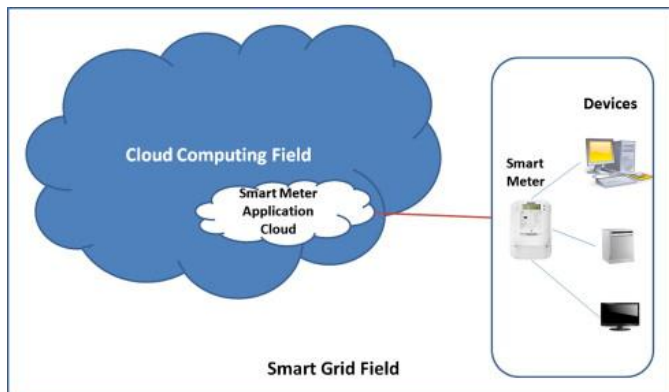 Devices
Cloud Computing Field
Smart
Meter
Smart Meter
Application
Cloud
Smart Grid Field